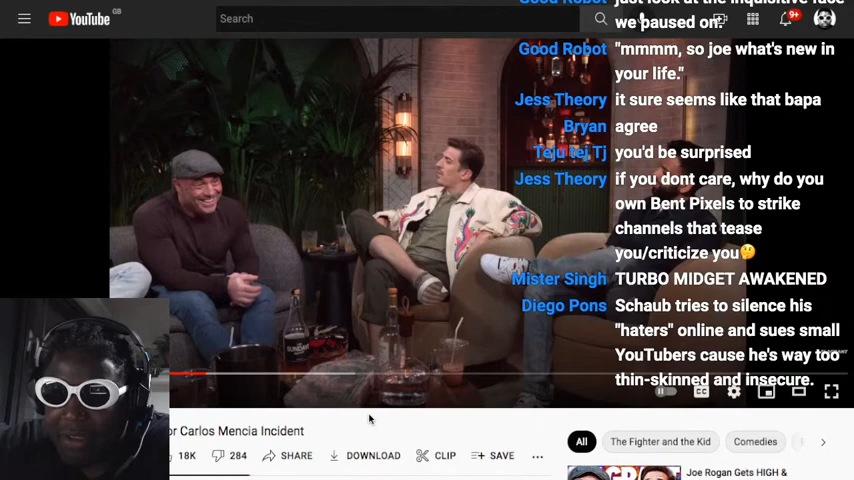 YouTube GB
Search
9+
just look at the inquisitive face
we paused on.
Good Robot "mmmm, so joe what's new in
your life."
Jess Theory it sure seems like that bapa
Bryan agree
Teju tej Tj you'd be surprised
Jess Theory if you dont care, why do you
own Bent Pixels to strike
channels that tease
you/criticize you🤔
Mister Singh TURBO MIDGET AWAKENED
Diego Pons Schaub tries to silence his
"haters" online and sues small
YouTubers cause he's way too
thin-skinned and insecure.
CC
or Carlos Mencia Incident
18K 284 SHARE DOWNLOAD CLIP SAVE
All The Fighter and the Kid Comedies
Joe Rogan Gets HIGH &